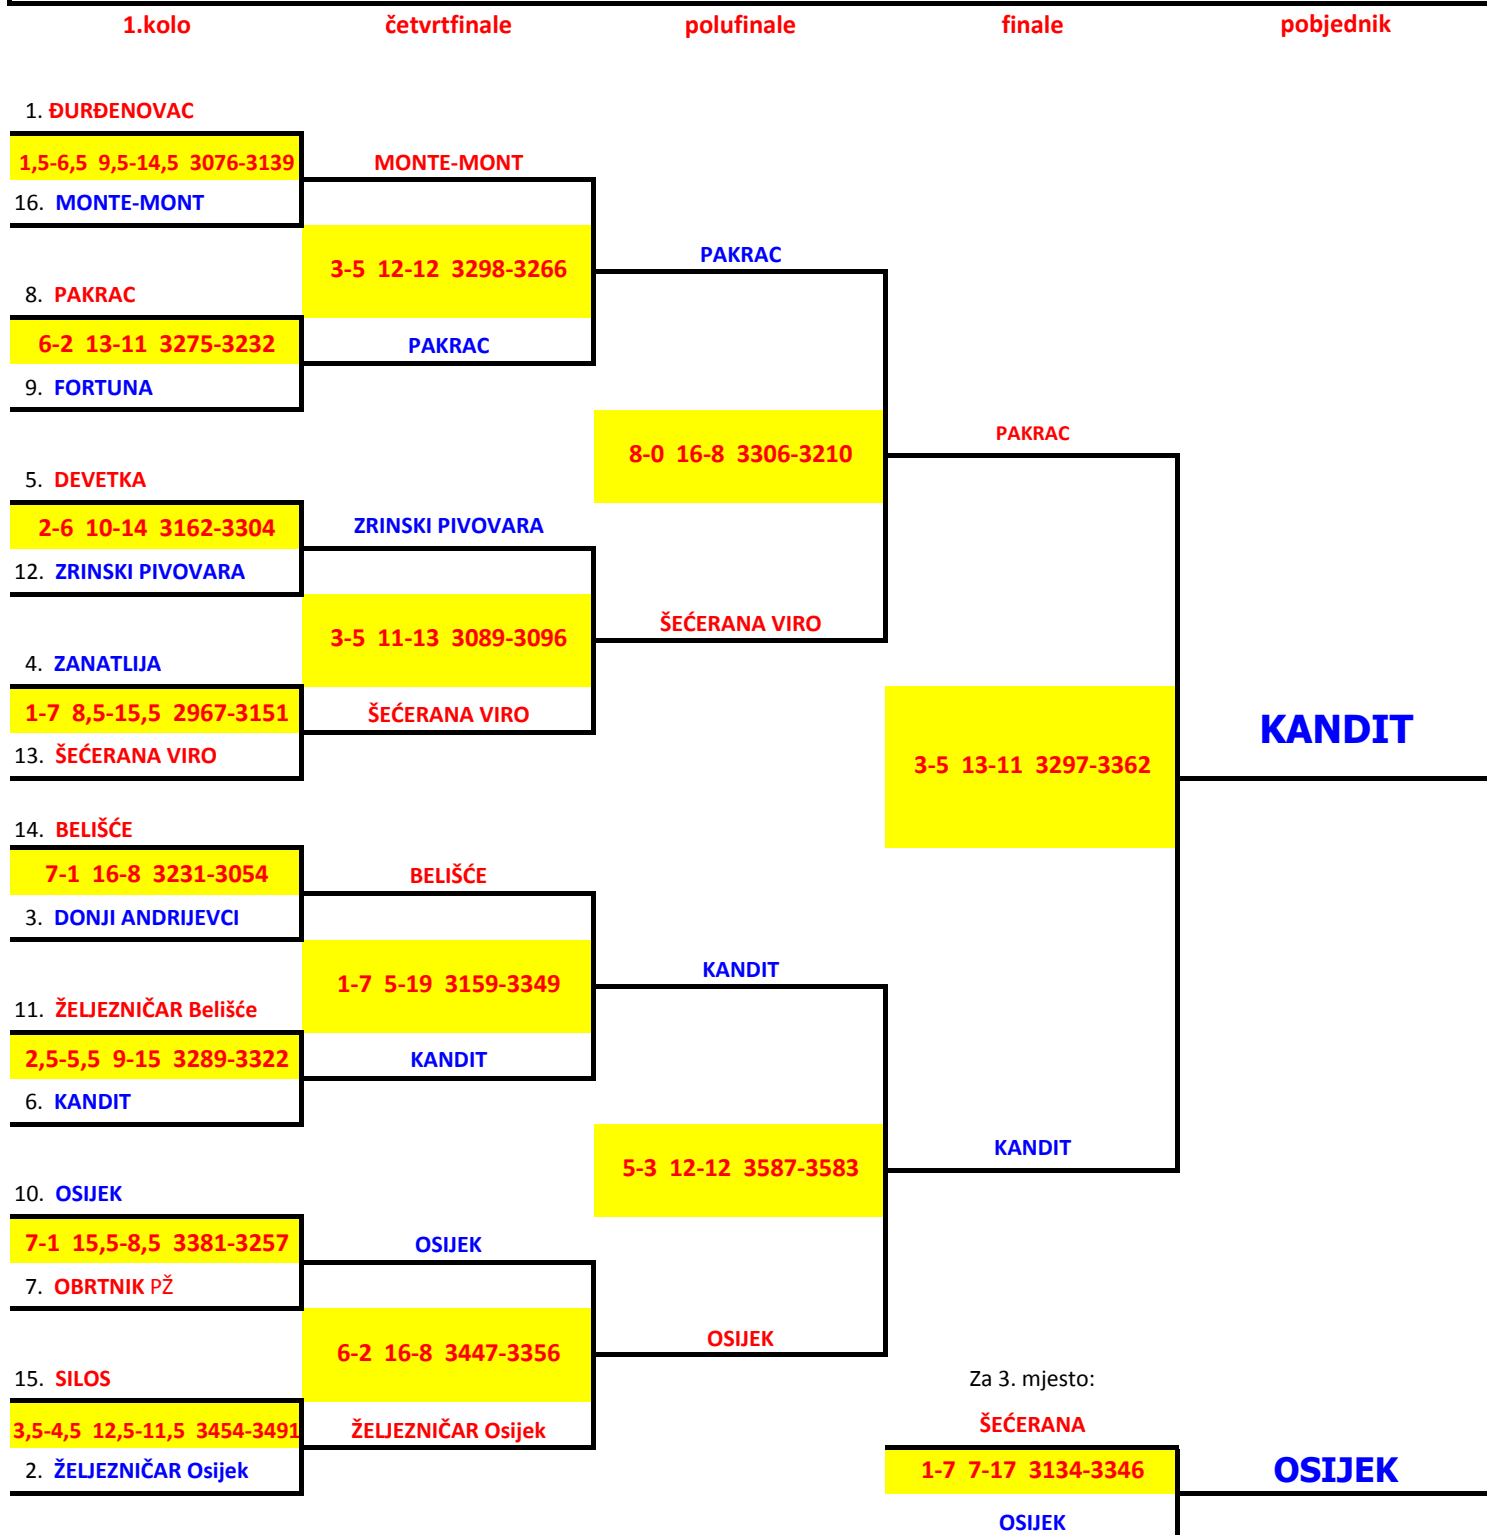 1.kolo četvrtfinale polufinale finale pobjednik
1. ĐURĐENOVAC
1,5-6,5 9,5-14,5 3076-3139
MONTE-MONT
16. MONTE-MONT
3-5 12-12 3298-3266
PAKRAC
8. PAKRAC
6-2 13-11 3275-3232
PAKRAC
9. FORTUNA
8-0 16-8 3306-3210
PAKRAC
5. DEVETKA
2-6 10-14 3162-3304
ZRINSKI PIVOVARA
12. ZRINSKI PIVOVARA
3-5 11-13 3089-3096
ŠEĆERANA VIRO
4. ZANATLIJA
1-7 8,5-15,5 2967-3151
ŠEĆERANA VIRO
13. ŠEĆERANA VIRO
3-5 13-11 3297-3362
KANDIT
14. BELIŠĆE
7-1 16-8 3231-3054
BELIŠĆE
3. DONJI ANDRIJEVCI
1-7 5-19 3159-3349
KANDIT
11. ŽELJEZNIČAR Belišće
2,5-5,5 9-15 3289-3322
KANDIT
6. KANDIT
5-3 12-12 3587-3583
KANDIT
10. OSIJEK
7-1 15,5-8,5 3381-3257
OSIJEK
7. OBRTNIK PŽ
6-2 16-8 3447-3356
OSIJEK
15. SILOS
3,5-4,5 12,5-11,5 3454-3491
ŽELJEZNIČAR Osijek
2. ŽELJEZNIČAR Osijek
Za 3. mjesto:
ŠEĆERANA
1-7 7-17 3134-3346
OSIJEK
OSIJEK